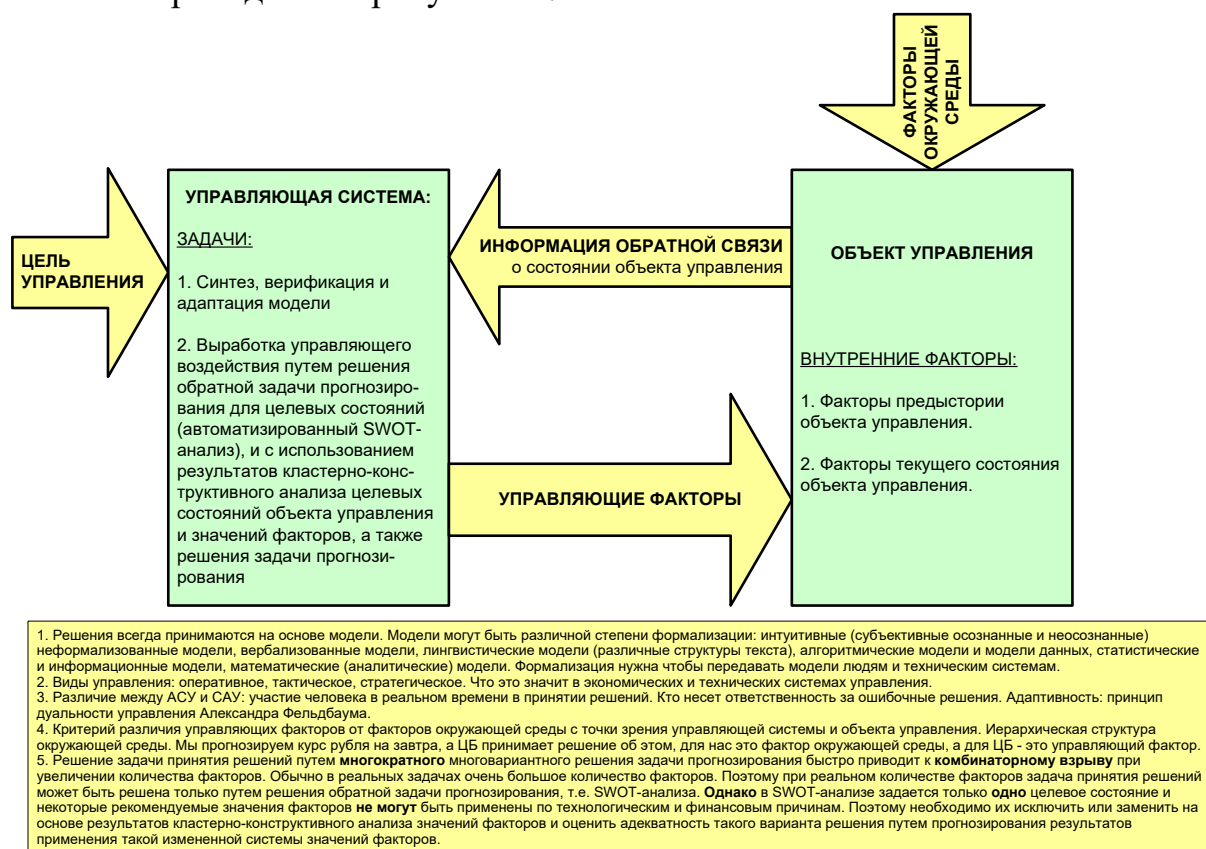 ФАКТОРЫ
ОКРУЖАЮЩЕЙ
СРЕДЫ
ЦЕЛЬ
УПРАВЛЕНИЯ
УПРАВЛЯЮЩАЯ СИСТЕМА:
ЗАДАЧИ:
1. Синтез, верификация и
адаптация модели
2. Выработка управляющего
воздействия путем решения
обратной задачи прогнозиро-
вания для целевых состояний
(автоматизированный SWOT-
анализ), и с использованием
результатов кластерно-конс-
труктивного анализа целевых
состояний объекта управления
и значений факторов, а также
решения задачи прогнози-
рования
ИНФОРМАЦИЯ ОБРАТНОЙ СВЯЗИ
о состоянии объекта управления
УПРАВЛЯЮЩИЕ ФАКТОРЫ
ОБЪЕКТ УПРАВЛЕНИЯ
ВНУТРЕННИЕ ФАКТОРЫ:
1. Факторы предыстории
объекта управления.
2. Факторы текущего состояния
объекта управления.
1. Решения всегда принимаются на основе модели. Модели могут быть различной степени формализации: интуитивные (субъективные осознанные и неосознанные)
неформализованные модели, вербализованные модели, лингвистические модели (различные структуры текста), алгоритмические модели и модели данных, статистические
и информационные модели, математические (аналитические) модели. Формализация нужна чтобы передавать модели людям и техническим системам.
2. Виды управления: оперативное, тактическое, стратегическое. Что это значит в экономических и технических системах управления.
3. Различие между АСУ и САУ: участие человека в реальном времени в принятии решений. Кто несет ответственность за ошибочные решения. Адаптивность: принцип
дуальности управления Александра Фельдбаума.
4. Критерий различия управляющих факторов от факторов окружающей среды с точки зрения управляющей системы и объекта управления. Иерархическая структура
окружающей среды. Мы прогнозируем курс рубля на завтра, а ЦБ принимает решение об этом, для нас это фактор окружающей среды, а для ЦБ - это управляющий фактор.
5. Решение задачи принятия решений путем многократного многовариантного решения задачи прогнозирования быстро приводит к комбинаторному взрыву при
увеличении количества факторов. Обычно в реальных задачах очень большое количество факторов. Поэтому при реальном количестве факторов задача принятия решений
может быть решена только путем решения обратной задачи прогнозирования, т.е. SWOT-анализа. Однако в SWOT-анализе задается только одно целевое состояние и
некоторые рекомендуемые значения факторов не могут быть применены по технологическим и финансовым причинам. Поэтому необходимо их исключить или заменить на
основе результатов кластерно-конструктивного анализа значений факторов и оценить адекватность такого варианта решения путем прогнозирования результатов
применения такой измененной системы значений факторов.